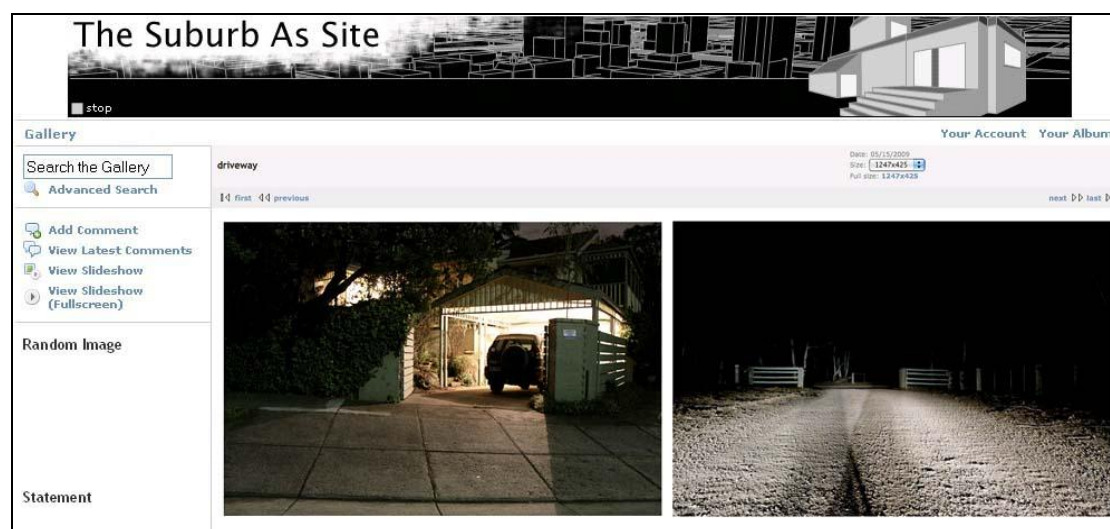 The Suburb As Site
stop
Gallery
Your Account Your Album
Search the Gallery
Advanced Search
driveway
Date: 05/15/2009
Size: 1247x425
Full size: 1247x425
first previous
next last
Add Comment
View Latest Comments
View Slideshow
View Slideshow
(Fullscreen)
Random Image
Statement